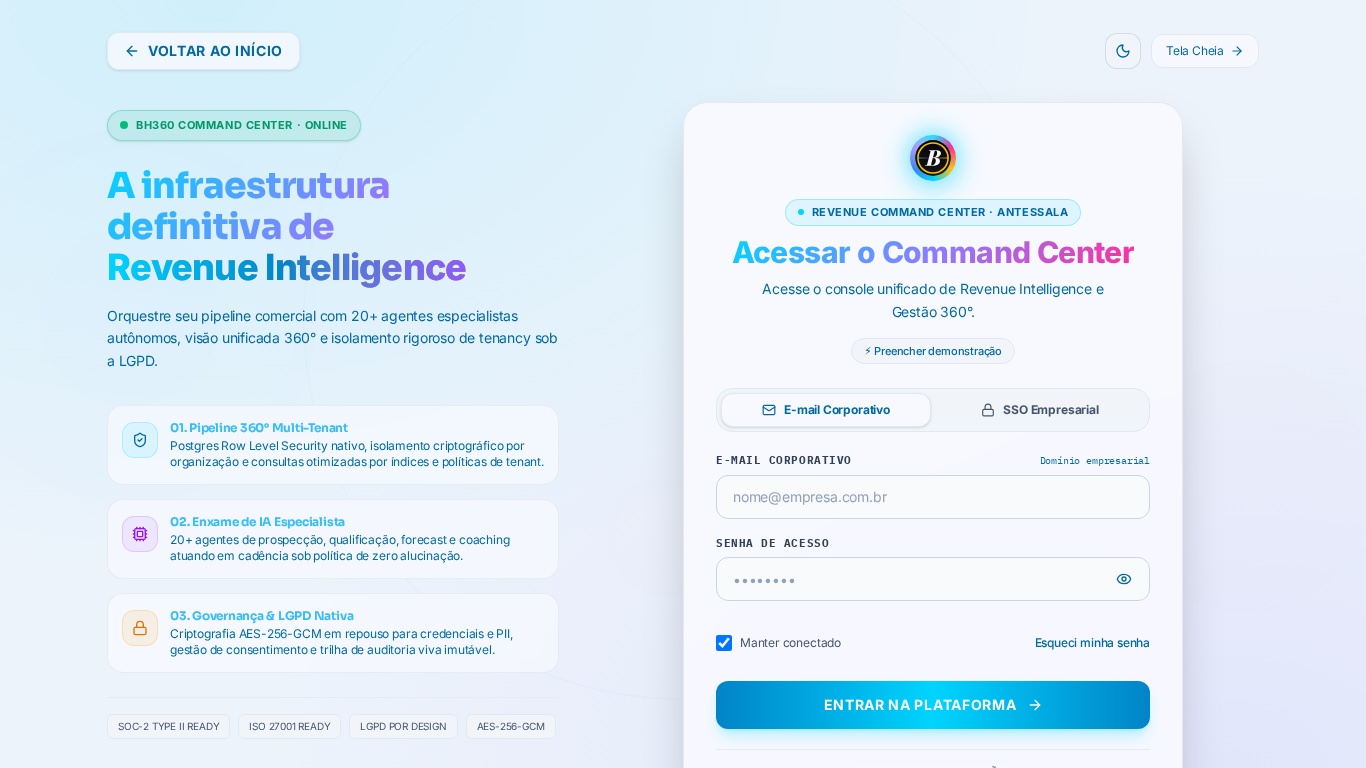 VOLTAR AO INÍCIO
Tela Cheia
BH360 COMMAND CENTER · ONLINE
A infraestrutura
definitiva de
Revenue Intelligence
Orquestre seu pipeline comercial com 20+ agentes especialistas
autônomos, visão unificada 360° e isolamento rigoroso de tenancy sob
a LGPD.
01. Pipeline 360° Multi-Tenant
Postgres Row Level Security nativo, isolamento criptográfico por
organização e consultas otimizadas por índices e políticas de tenant.
02. Enxame de IA Especialista
20+ agentes de prospecção, qualificação, forecast e coaching
atuando em cadência sob política de zero alucinação.
03. Governança & LGPD Nativa
Criptografia AES-256-GCM em repouso para credenciais e PII,
gestão de consentimento e trilha de auditoria viva imutável.
SOC-2 TYPE II READY
ISO 27001 READY
LGPD POR DESIGN
AES-256-GCM
B
REVENUE COMMAND CENTER · ANTESSALA
Acessar o Command Center
Acesse o console unificado de Revenue Intelligence e
Gestão 360°.
⚡ Preencher demonstração
E-mail Corporativo
SSO Empresarial
E-MAIL CORPORATIVO
Domínio empresarial
nome@empresa.com.br
SENHA DE ACESSO
••••••••
Manter conectado
Esqueci minha senha
ENTRAR NA PLATAFORMA